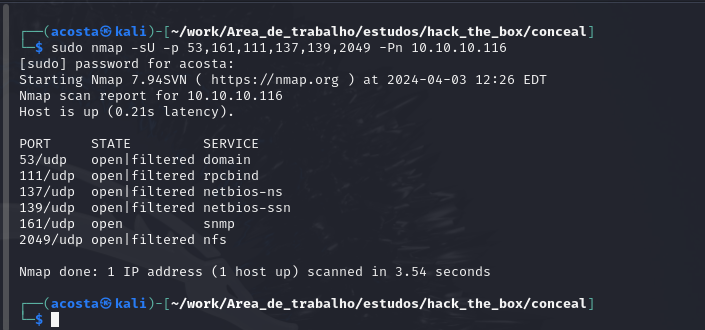 ┌──(acosta㉿kali)-[~/work/Area_de_trabalho/estudos/hack_the_box/conceal]
└─$ sudo nmap -sU -p 53,161,111,137,139,2049 -Pn 10.10.10.116
[sudo] password for acosta:
Starting Nmap 7.94SVN ( https://nmap.org ) at 2024-04-03 12:26 EDT
Nmap scan report for 10.10.10.116
Host is up (0.21s latency).
PORT     STATE         SERVICE
53/udp   open|filtered domain
111/udp  open|filtered rpcbind
137/udp  open|filtered netbios-ns
139/udp  open|filtered netbios-ssn
161/udp  open          snmp
2049/udp open|filtered nfs
Nmap done: 1 IP address (1 host up) scanned in 3.54 seconds
┌──(acosta㉿kali)-[~/work/Area_de_trabalho/estudos/hack_the_box/conceal]
└─$